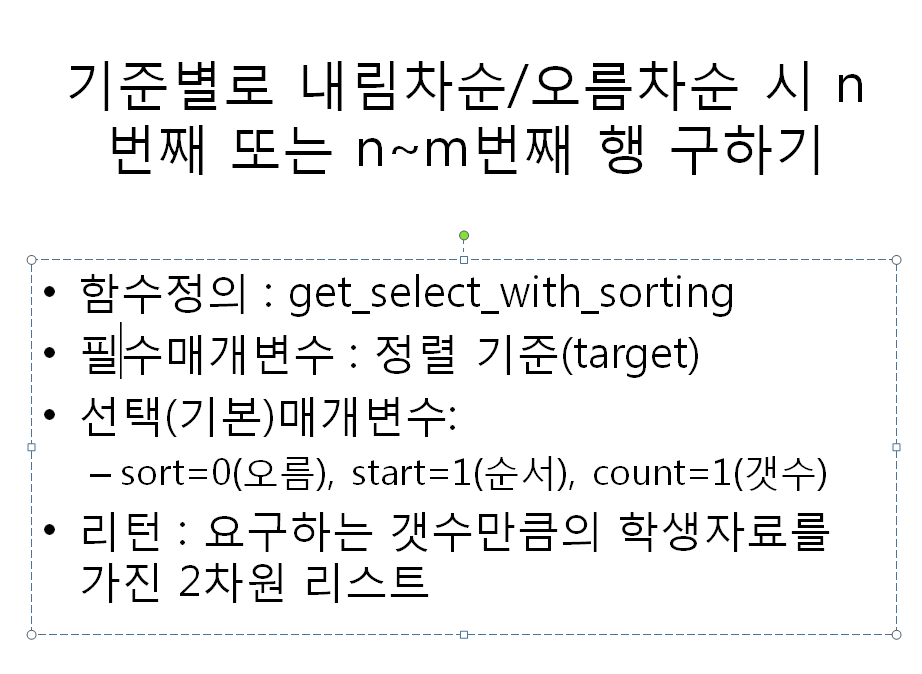 기준별로 내림차순/오름차순 시 n
번째 또는 n~m번째 행 구하기
• 함수정의 : get_select_with_sorting
• 필수매개변수 : 정렬 기준(target)
• 선택(기본)매개변수:
– sort=0(오름), start=1(순서), count=1(갯수)
• 리턴 : 요구하는 갯수만큼의 학생자료를
가진 2차원 리스트